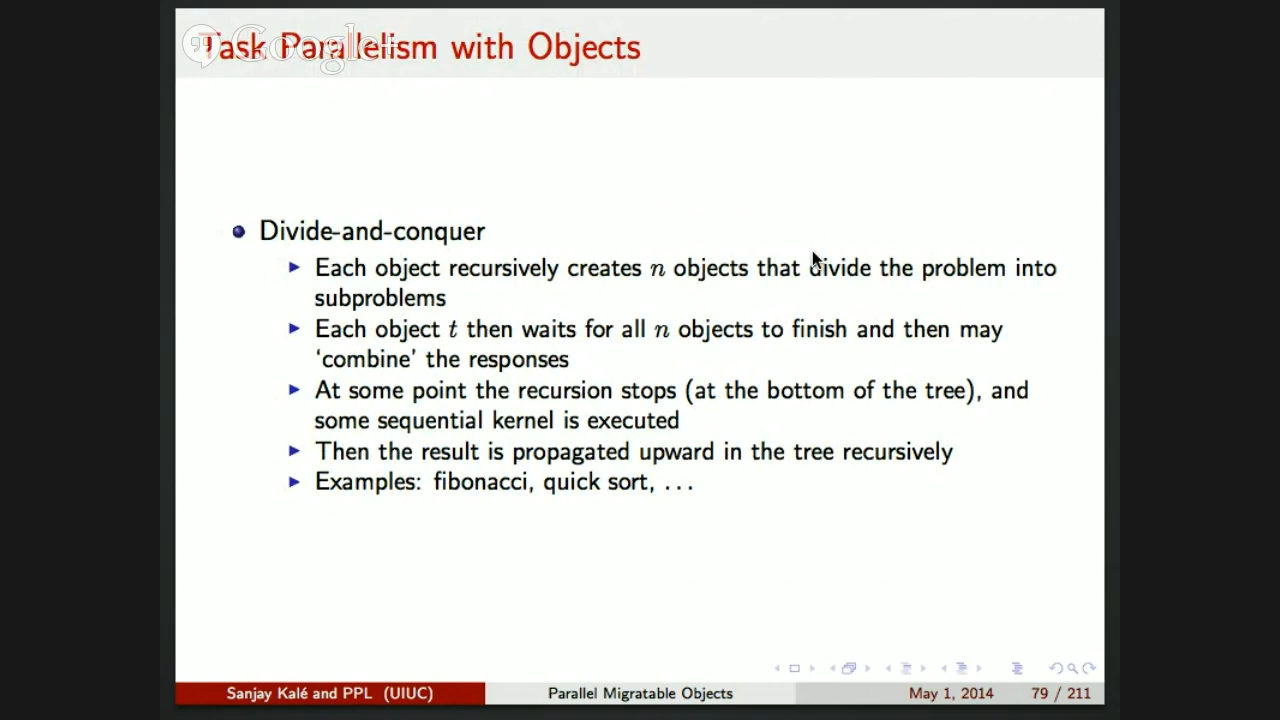 Task Parallelism with Objects
Google+
Divide-and-conquer
Each object recursively creates n objects that divide the problem into
subproblems
Each object t then waits for all n objects to finish and then may
‘combine’ the responses
At some point the recursion stops (at the bottom of the tree), and
some sequential kernel is executed
Then the result is propagated upward in the tree recursively
Examples: fibonacci, quick sort, . . .
Sanjay Kalé and PPL (UIUC)
Parallel Migratable Objects
May 1, 2014
79 / 211